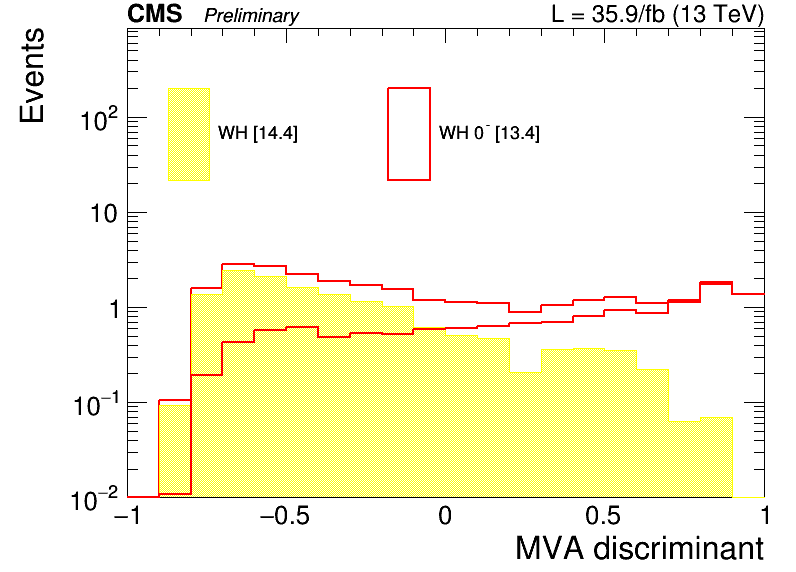 CMS Preliminary L = 35.9/fb (13 TeV)
Events
WH [14.4] WH 0⁻ [13.4]
10²
10
1
10⁻¹
10⁻²
−1 −0.5 0 0.5 1
MVA discriminant